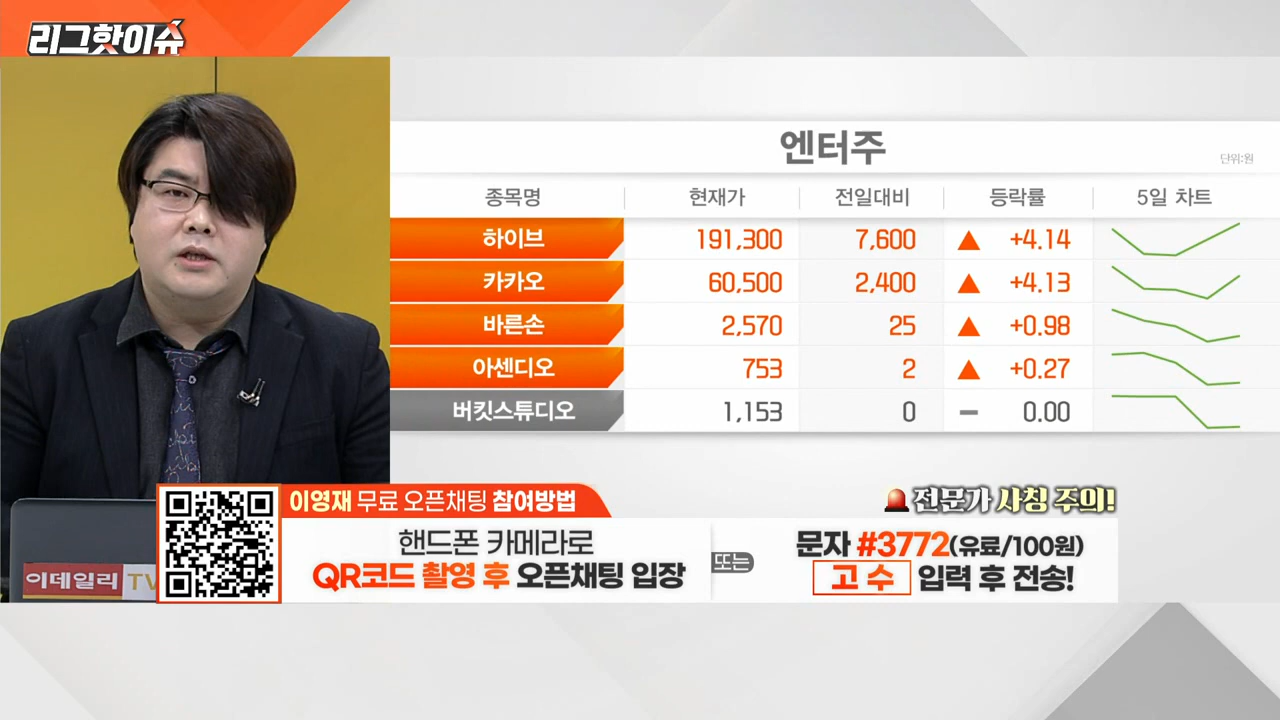 리그핫이슈
엔터주
단위:원
종목명 현재가 전일대비 등락률 5일 차트
하이브 191,300 7,600 ▲ +4.14
카카오 60,500 2,400 ▲ +4.13
바른손 2,570 25 ▲ +0.98
아센디오 753 2 ▲ +0.27
버킷스튜디오 1,153 0 - 0.00
이영재 무료 오픈채팅 참여방법
전문가 사칭 주의!
핸드폰 카메라로
QR코드 촬영 후 오픈채팅 입장
또는
문자 #3772(유료/100원)
고 수 입력 후 전송!
이데일리 TV